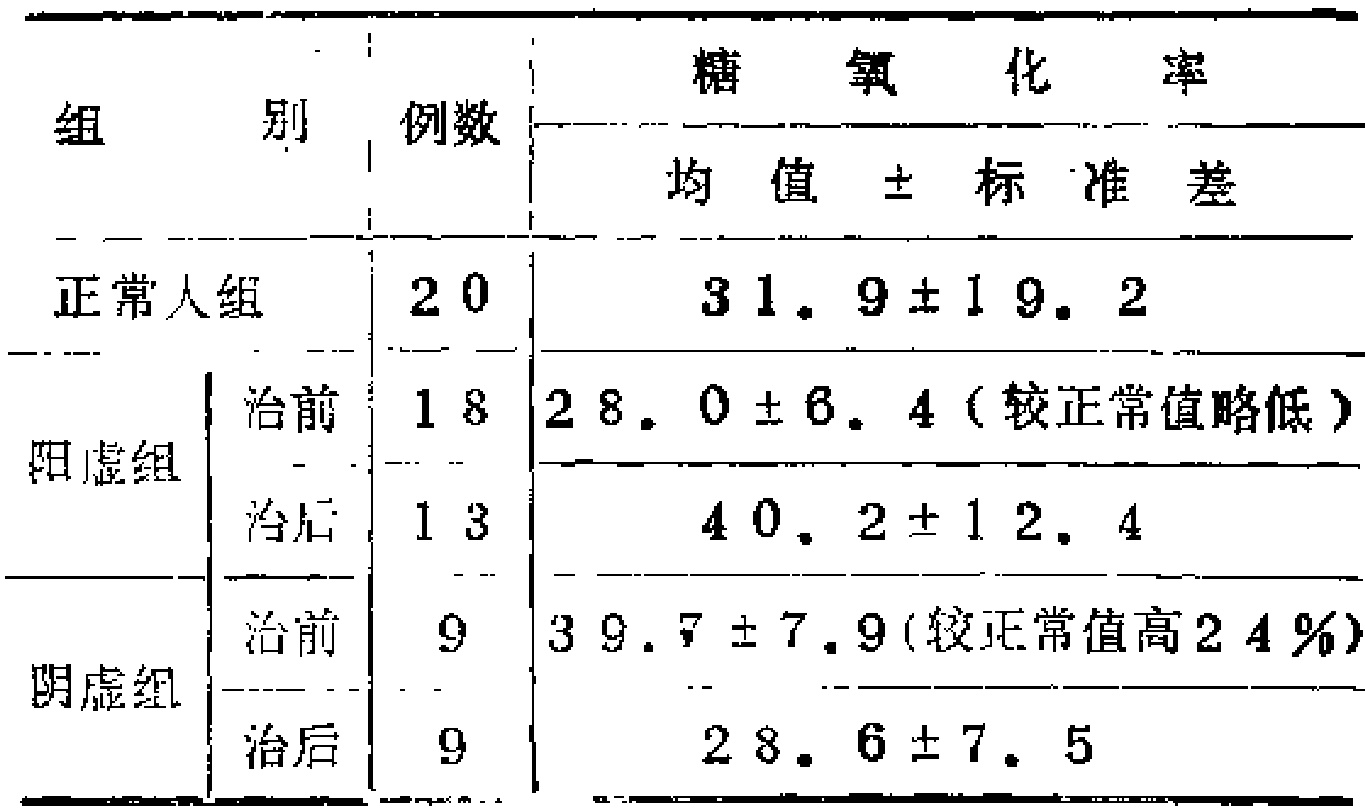 组 别 例数 糖 氧 化 率
均 值 ± 标 准 差
正常人组 20 31.9±19.2
阳虚组 治前 18 28.0±6.4（较正常值略低）
治后 13 40.2±12.4
阴虚组 治前 9 39.7±7.9（较正常值高24%）
治后 9 28.6±7.5